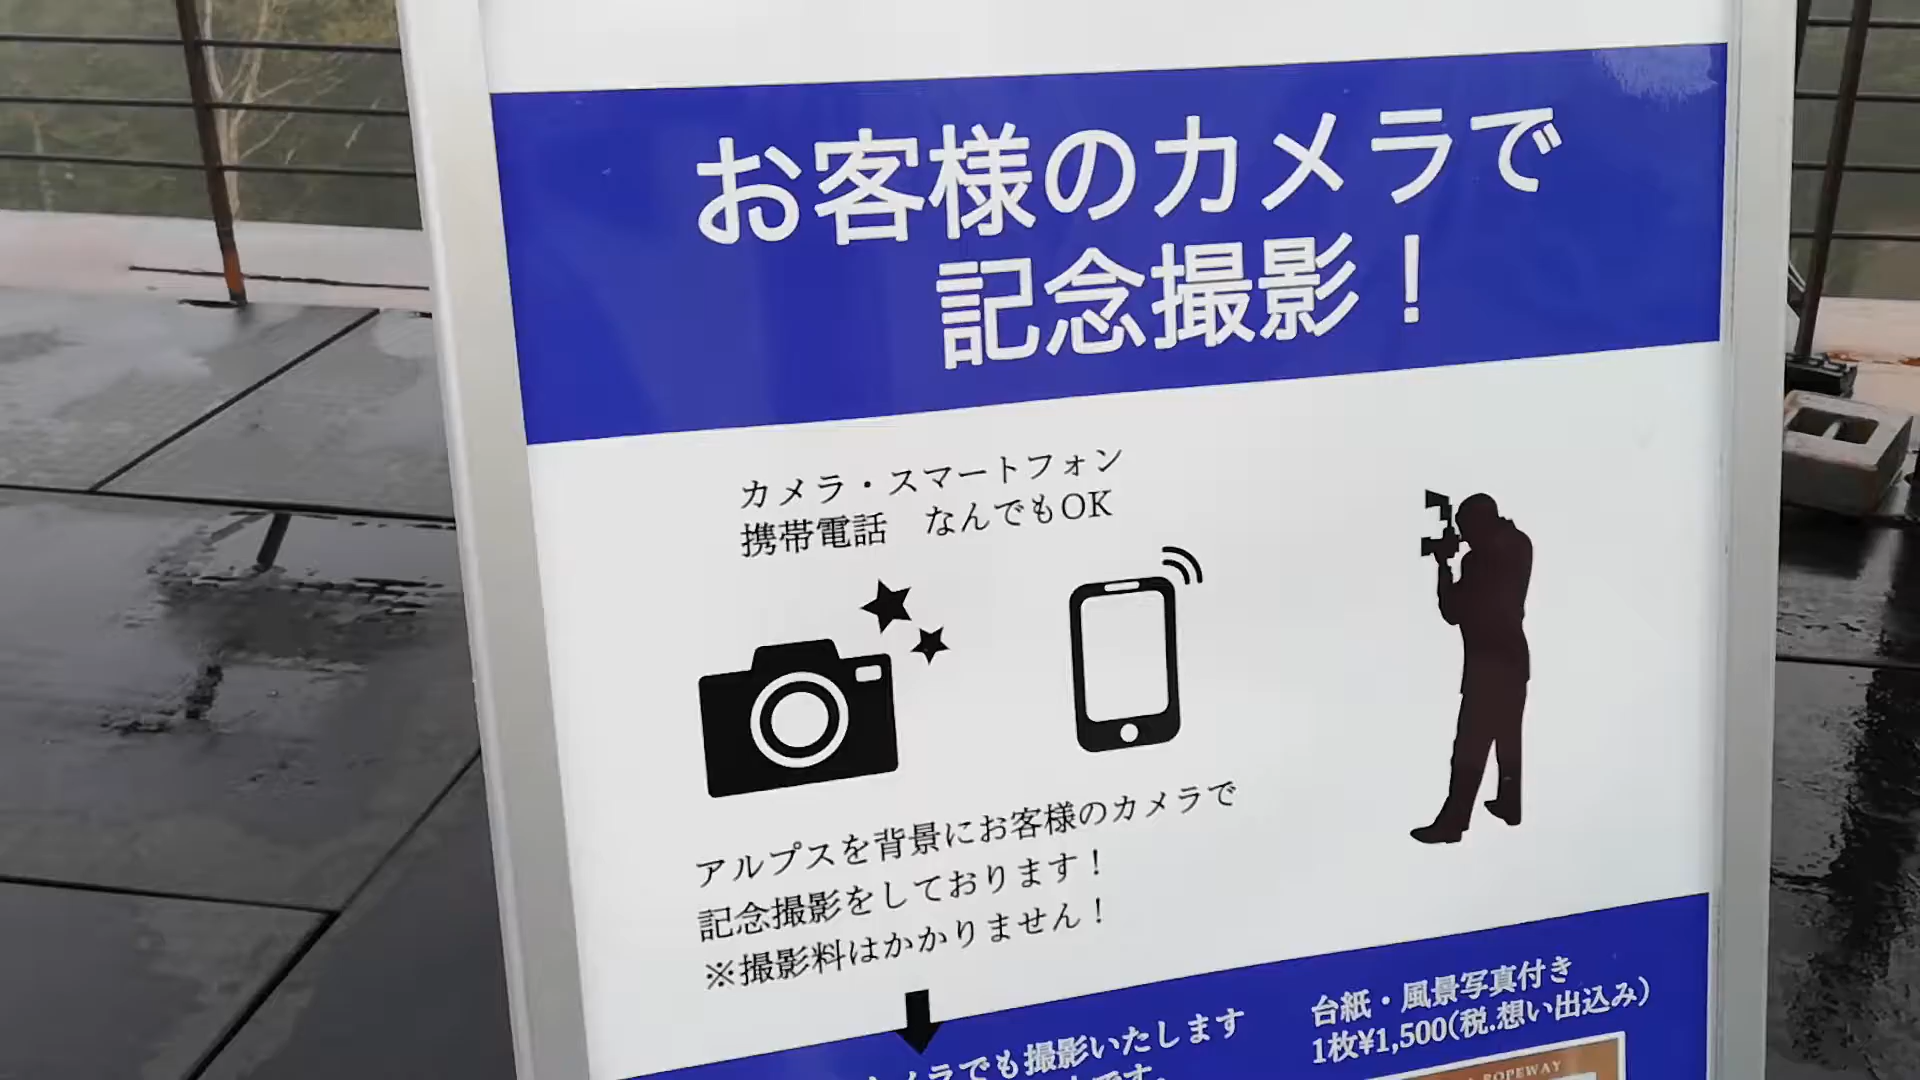 お客様のカメラで
記念撮影！
カメラ・スマートフォン
携帯電話　なんでもOK
アルプスを背景にお客様のカメラで
記念撮影をしております！
※撮影料はかかりません！
メラでも撮影いたします
です。
台紙・風景写真付き
1枚¥1,500(税.想い出込み)
ROPEWAY